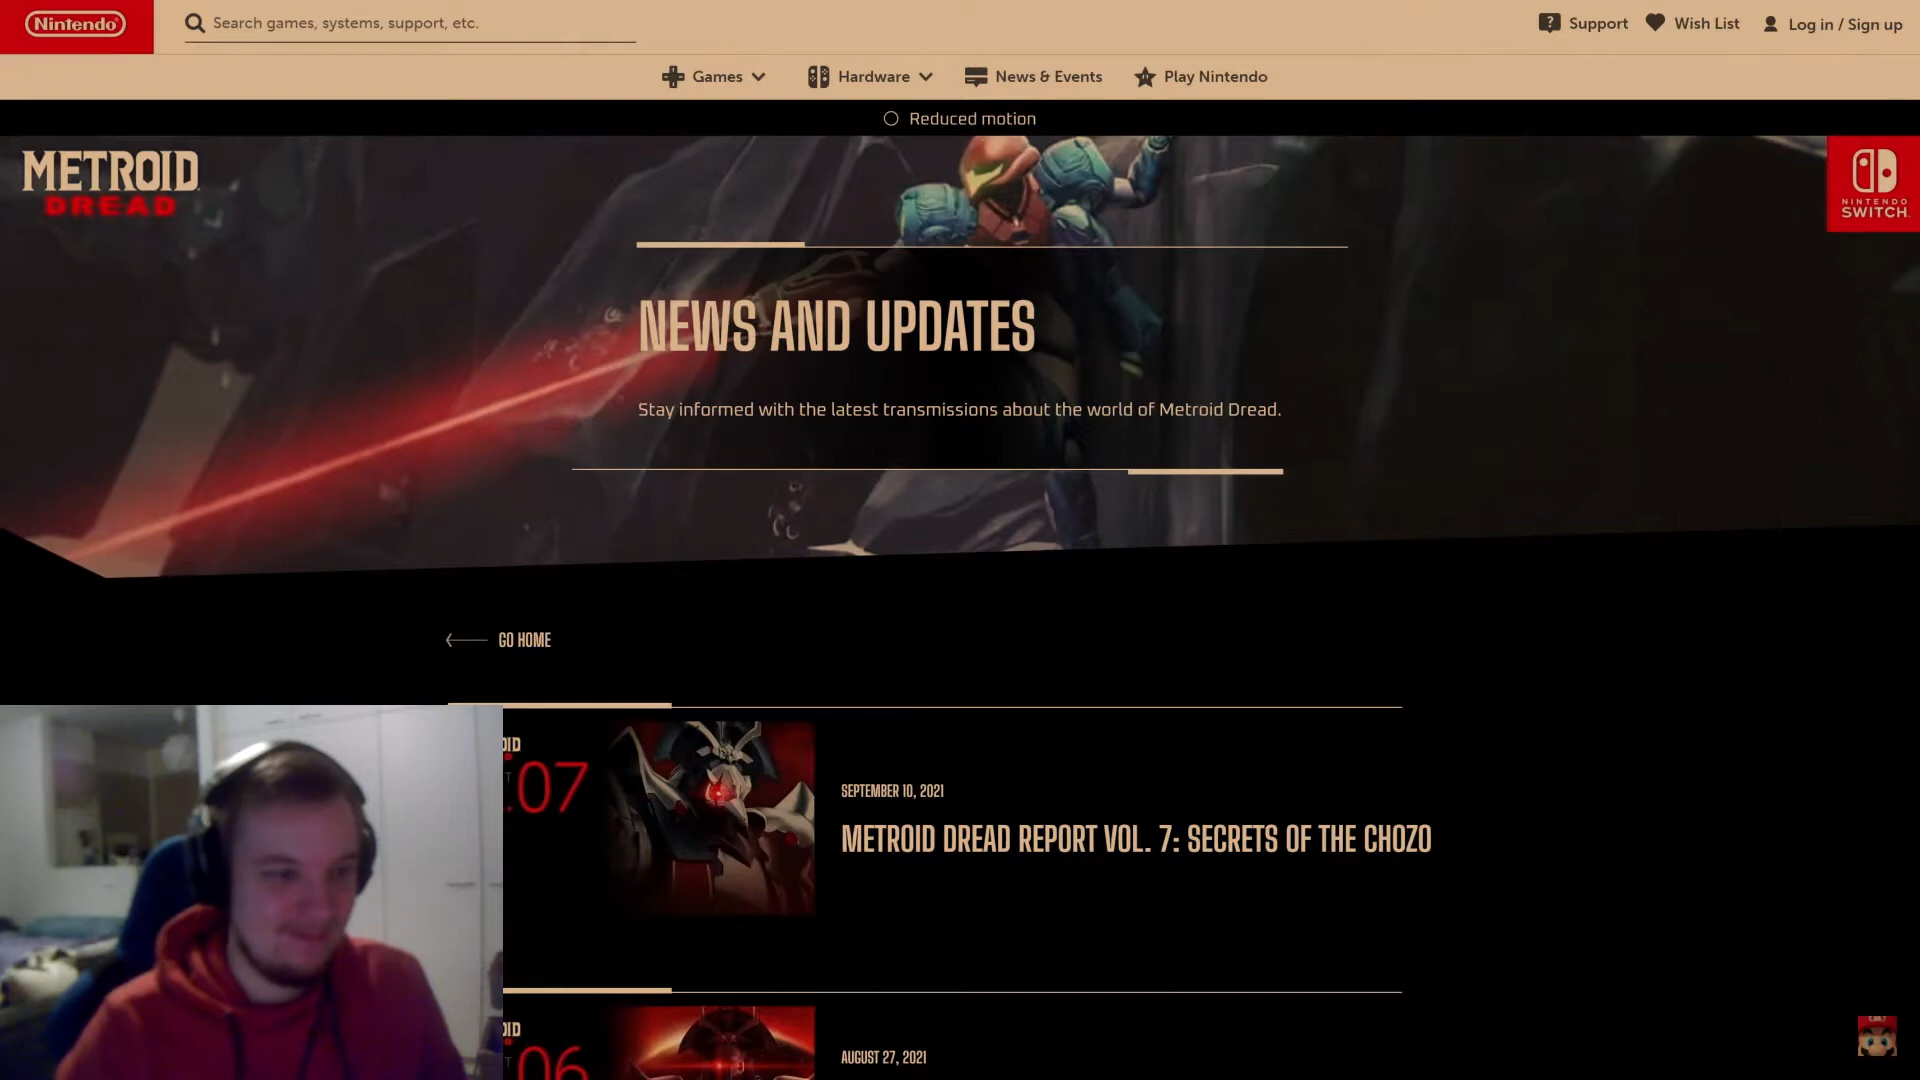 Nintendo
Search games, systems, support, etc.
Support
Wish List
Log in / Sign up
Games
Hardware
News & Events
Play Nintendo
Reduced motion
METROID
DREAD
NINTENDO
SWITCH
NEWS AND UPDATES
Stay informed with the latest transmissions about the world of Metroid Dread.
GO HOME
OID
T
.07
SEPTEMBER 10, 2021
METROID DREAD REPORT VOL. 7: SECRETS OF THE CHOZO
OID
T
06
AUGUST 27, 2021